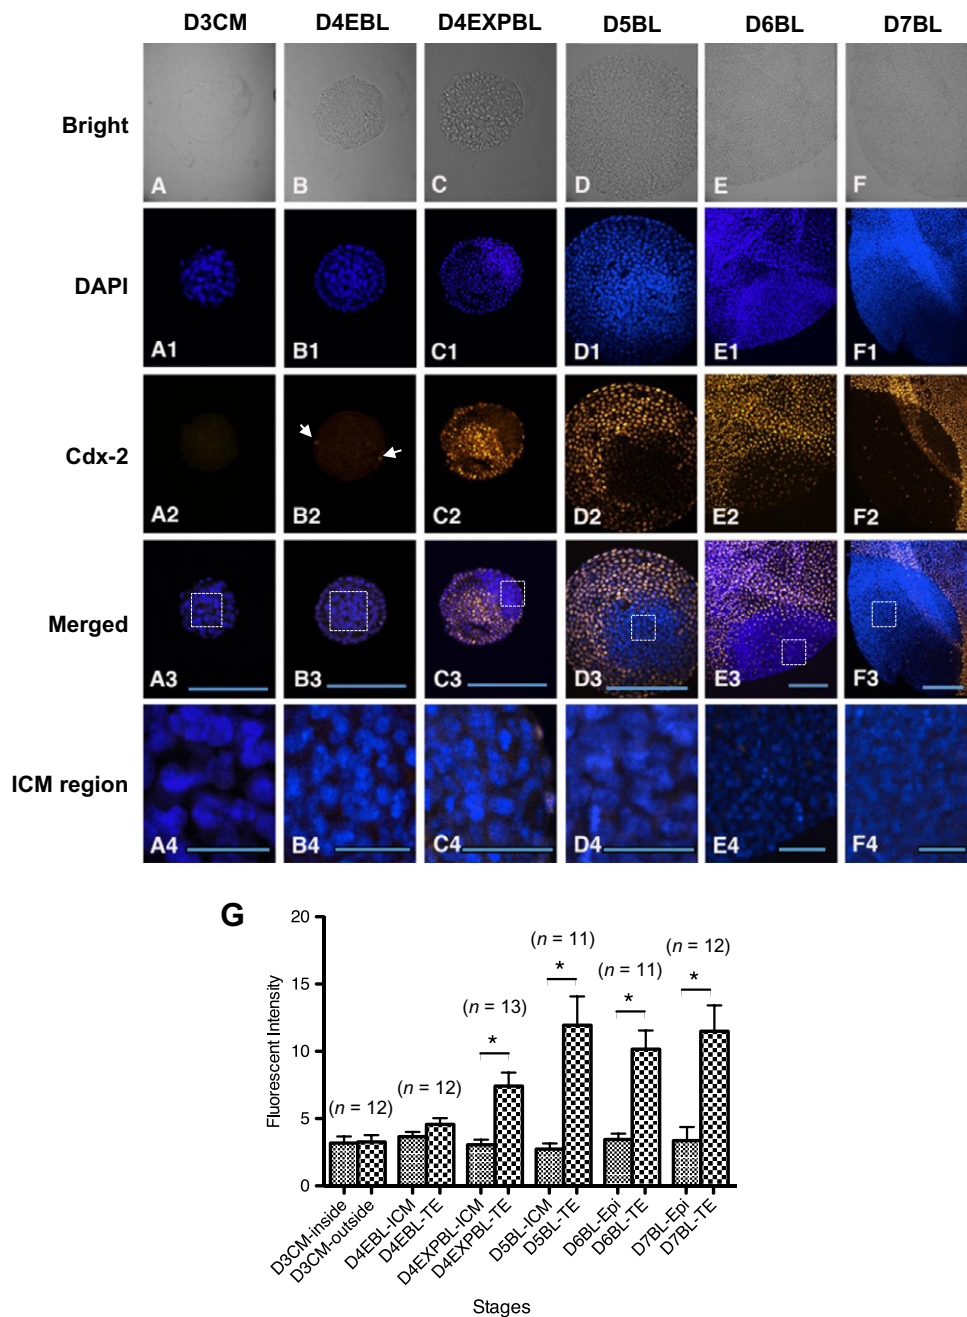 D3CM D4EBL D4EXPBL D5BL D6BL D7BL
Bright
A B C D E F
DAPI
A1 B1 C1 D1 E1 F1
Cdx-2
A2 B2 C2 D2 E2 F2
Merged
A3 B3 C3 D3 E3 F3
ICM region
A4 B4 C4 D4 E4 F4
G
20
15
10
5
0
Fluorescent Intensity
(n = 12)
(n = 12)
(n = 13)
*
(n = 11)
*
(n = 11)
*
(n = 12)
*
D3CM-inside
D3CM-outside
D4EBL-ICM
D4EBL-TE
D4EXPBL-ICM
D4EXPBL-TE
D5BL-ICM
D5BL-TE
D6BL-Epi
D6BL-TE
D7BL-Epi
D7BL-TE
Stages